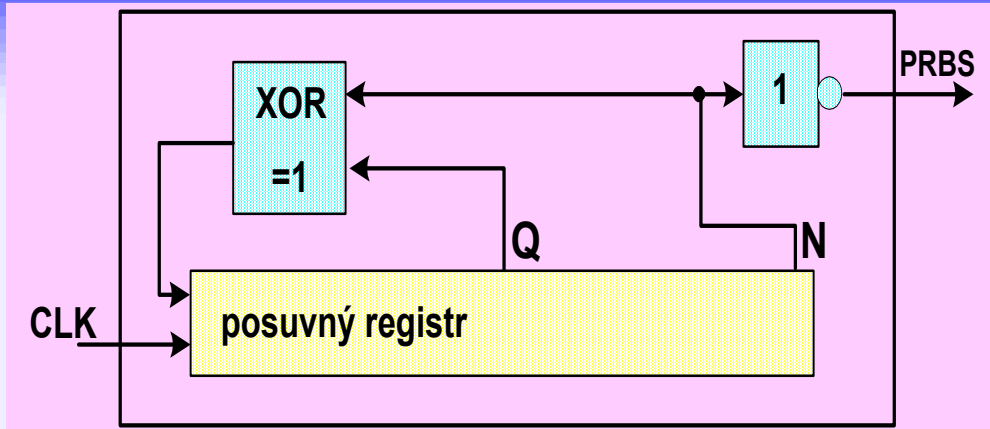 PRBS
XOR
=1
1
Q
N
CLK
posuvný registr